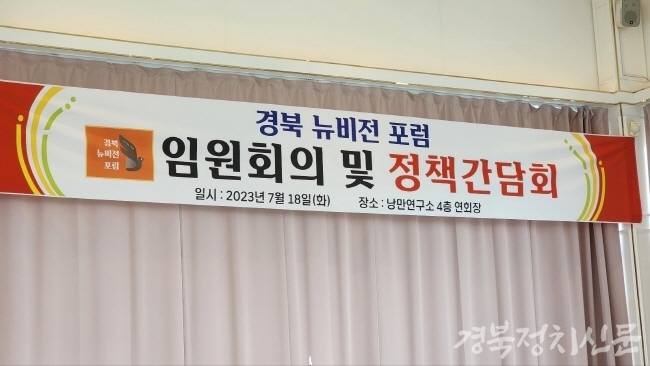 경북 뉴비전 포럼
경북
뉴비전
포럼
임원회의 및 정책간담회
일시 : 2023년 7월 18일(화) 장소 : 낭만연구소 4층 연회장
경북정치신문